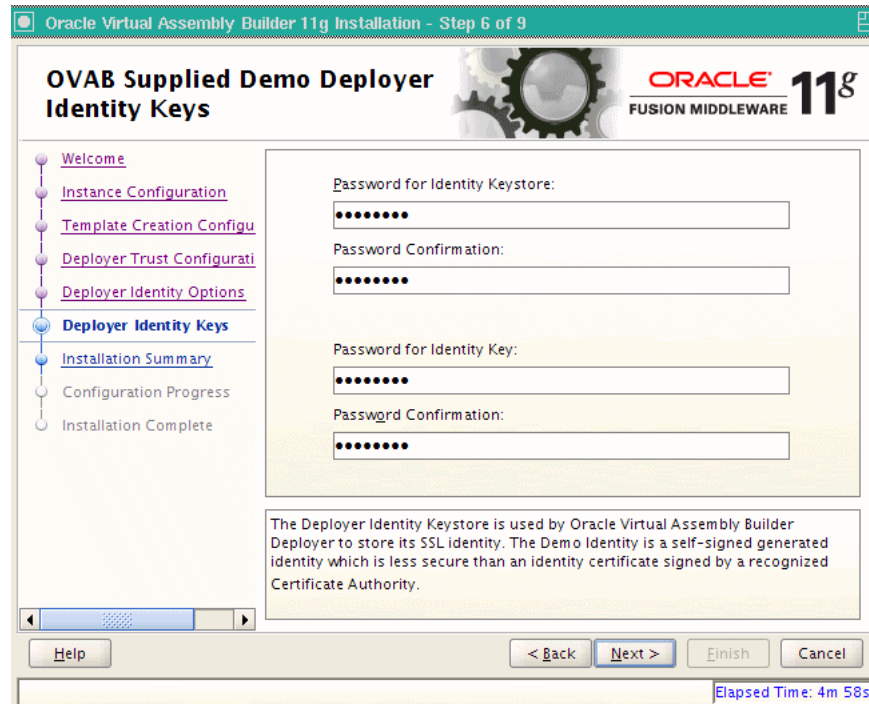 Oracle Virtual Assembly Builder 11g Installation - Step 6 of 9
OVAB Supplied Demo Deployer
Identity Keys
ORACLE
FUSION MIDDLEWARE 11g
Welcome
Instance Configuration
Template Creation Configu
Deployer Trust Configurati
Deployer Identity Options
Deployer Identity Keys
Installation Summary
Configuration Progress
Installation Complete
Password for Identity Keystore:
••••••••
Password Confirmation:
••••••••
Password for Identity Key:
••••••••
Password Confirmation:
••••••••
The Deployer Identity Keystore is used by Oracle Virtual Assembly Builder
Deployer to store its SSL identity. The Demo Identity is a self-signed generated
identity which is less secure than an identity certificate signed by a recognized
Certificate Authority.
Help
< Back Next > Finish Cancel
Elapsed Time: 4m 58s